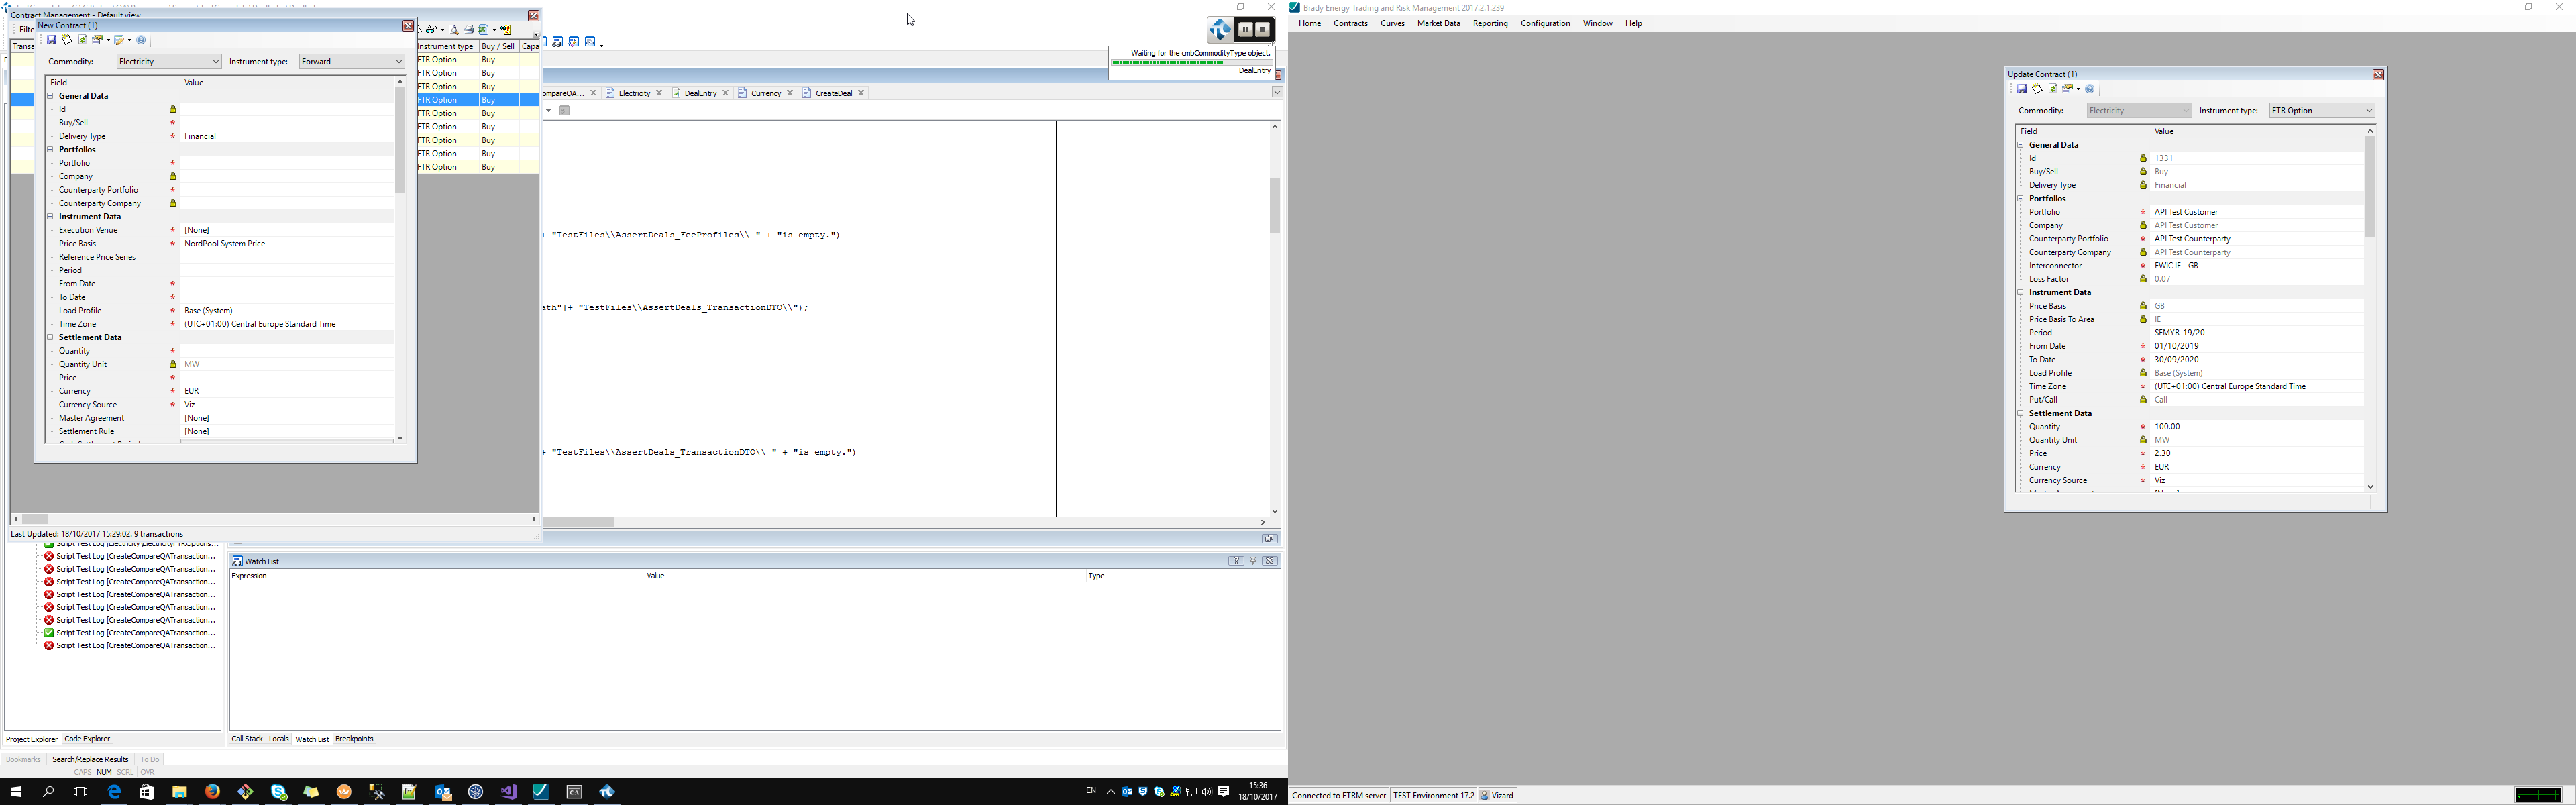 Contract Management - Default view
New Contract (1)
Commodity: Electricity Instrument type: Forward
Field Value
General Data
Id
Buy/Sell *
Delivery Type * Financial
Portfolios
Portfolio *
Company
Counterparty Portfolio *
Counterparty Company
Instrument Data
Execution Venue * [None]
Price Basis * NordPool System Price
Reference Price Series
Period
From Date *
To Date *
Load Profile * Base (System)
Time Zone * (UTC+01:00) Central Europe Standard Time
Settlement Data
Quantity *
Quantity Unit MW
Price *
Currency * EUR
Currency Source * Viz
Master Agreement [None]
Settlement Rule [None]
Filte
Transa
Instrument type Buy / Sell Capa
FTR Option Buy
FTR Option Buy
FTR Option Buy
FTR Option Buy
FTR Option Buy
FTR Option Buy
FTR Option Buy
FTR Option Buy
FTR Option Buy
Last Updated: 18/10/2017 15:29:02. 9 transactions
Waiting for the cmbCommodityType object.
DealEntry
ompareQA... Electricity DealEntry Currency CreateDeal
+ "TestFiles\\AssertDeals_FeeProfiles\\ " + "is empty.")
ath"]+ "TestFiles\\AssertDeals_TransactionDTO\\");
+ "TestFiles\\AssertDeals_TransactionDTO\\ " + "is empty.")
Script Test Log [CreateCompareQATransaction...
Script Test Log [CreateCompareQATransaction...
Script Test Log [CreateCompareQATransaction...
Script Test Log [CreateCompareQATransaction...
Script Test Log [CreateCompareQATransaction...
Script Test Log [CreateCompareQATransaction...
Script Test Log [CreateCompareQATransaction...
Script Test Log [CreateCompareQATransaction...
Project Explorer Code Explorer
Watch List
Expression Value Type
Call Stack Locals Watch List Breakpoints
Bookmarks Search/Replace Results To Do
CAPS NUM SCRL OVR
EN
15:36
18/10/2017
Brady Energy Trading and Risk Management 2017.2.1.239
Home Contracts Curves Market Data Reporting Configuration Window Help
Update Contract (1)
Commodity: Electricity Instrument type: FTR Option
Field Value
General Data
Id 1331
Buy/Sell Buy
Delivery Type Financial
Portfolios
Portfolio * API Test Customer
Company API Test Customer
Counterparty Portfolio * API Test Counterparty
Counterparty Company API Test Counterparty
Interconnector * EWIC IE - GB
Loss Factor 0.07
Instrument Data
Price Basis GB
Price Basis To Area IE
Period SEMYR-19/20
From Date * 01/10/2019
To Date * 30/09/2020
Load Profile Base (System)
Time Zone * (UTC+01:00) Central Europe Standard Time
Put/Call Call
Settlement Data
Quantity * 100.00
Quantity Unit MW
Price * 2.30
Currency * EUR
Currency Source * Viz
Connected to ETRM server TEST Environment 17.2 Vizard